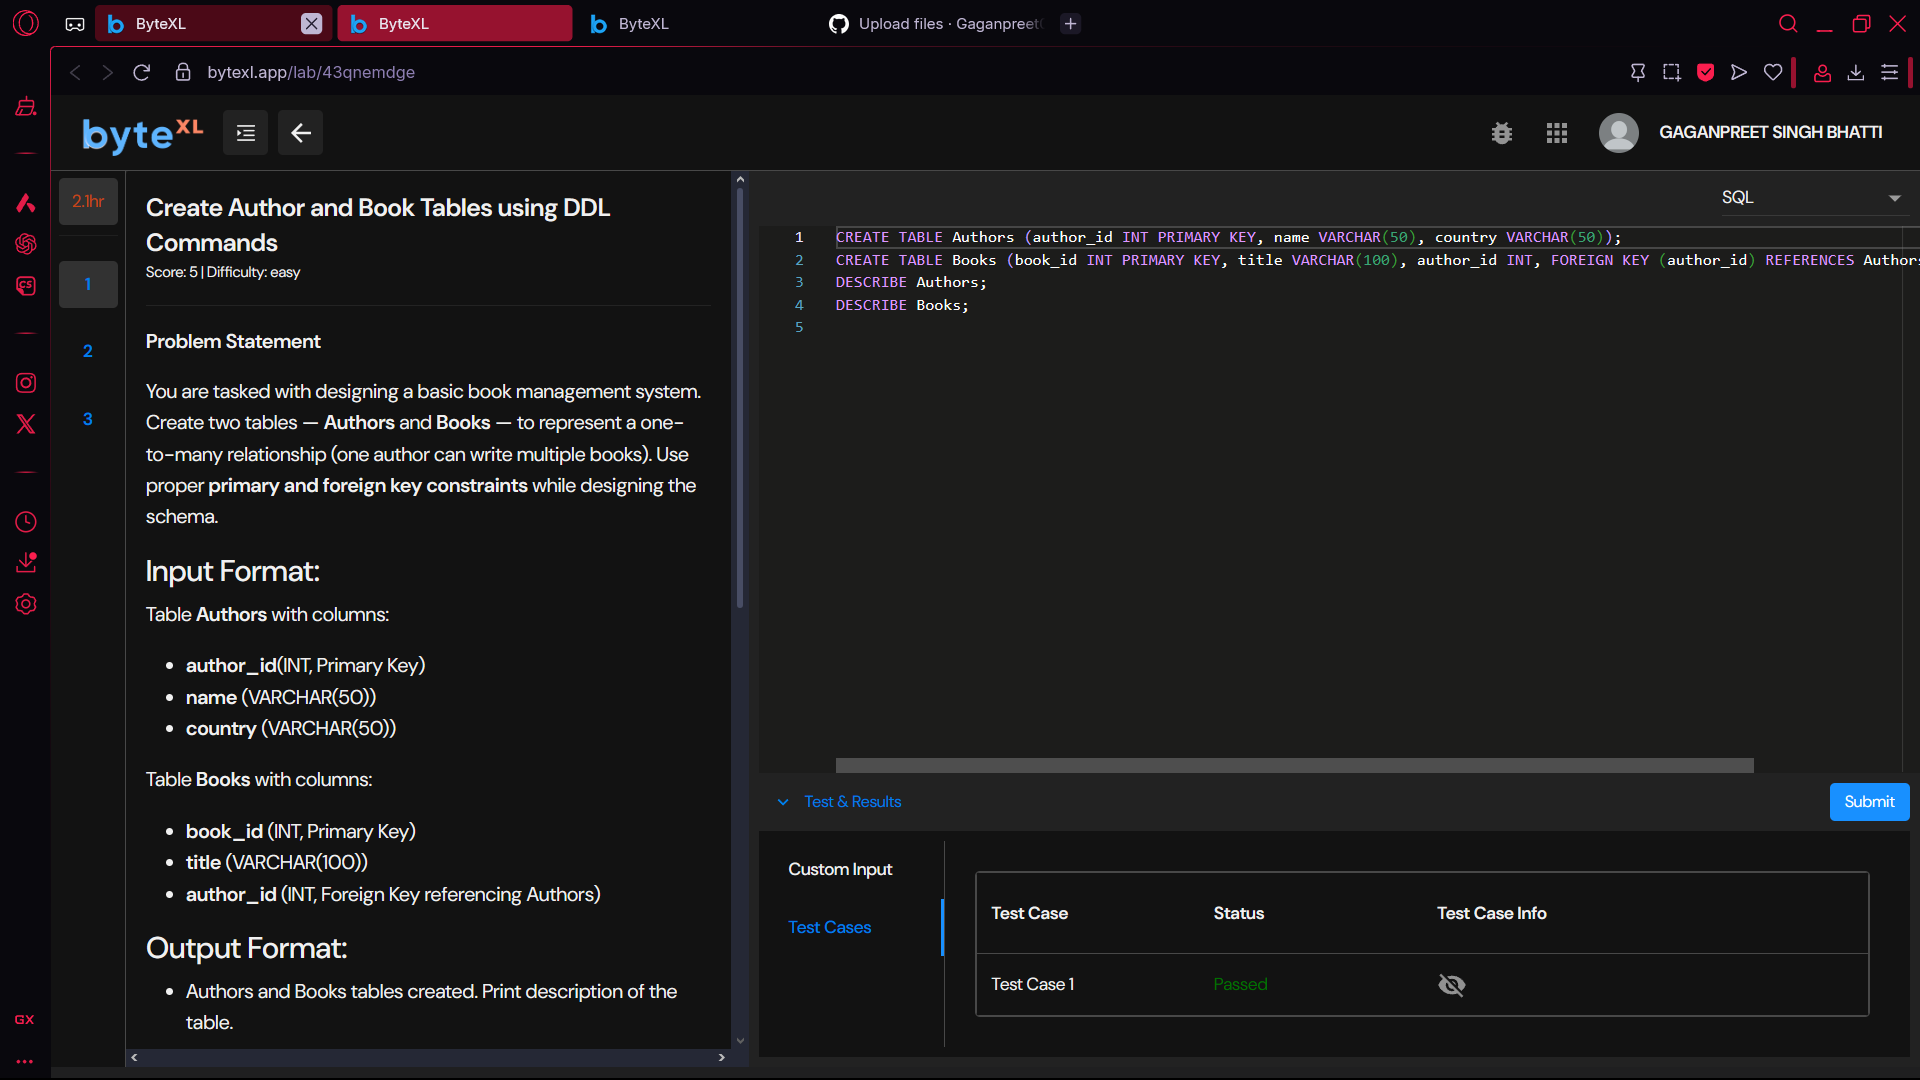 ByteXL
ByteXL
ByteXL
Upload files · Gaganpreet
bytexl.app/lab/43qnemdge
byteXL
GAGANPREET SINGH BHATTI
2.1hr
1
2
3
Create Author and Book Tables using DDL
Commands
Score: 5 | Difficulty: easy
Problem Statement
You are tasked with designing a basic book management system.
Create two tables — Authors and Books — to represent a one-
to-many relationship (one author can write multiple books). Use
proper primary and foreign key constraints while designing the
schema.
Input Format:
Table Authors with columns:
• author_id(INT, Primary Key)
• name (VARCHAR(50))
• country (VARCHAR(50))
Table Books with columns:
• book_id (INT, Primary Key)
• title (VARCHAR(100))
• author_id (INT, Foreign Key referencing Authors)
Output Format:
• Authors and Books tables created. Print description of the
table.
SQL
1 CREATE TABLE Authors (author_id INT PRIMARY KEY, name VARCHAR(50), country VARCHAR(50));
2 CREATE TABLE Books (book_id INT PRIMARY KEY, title VARCHAR(100), author_id INT, FOREIGN KEY (author_id) REFERENCES Authors
3 DESCRIBE Authors;
4 DESCRIBE Books;
5
Test & Results
Submit
Custom Input
Test Cases
Test Case Status Test Case Info
Test Case 1 Passed
CS
GX